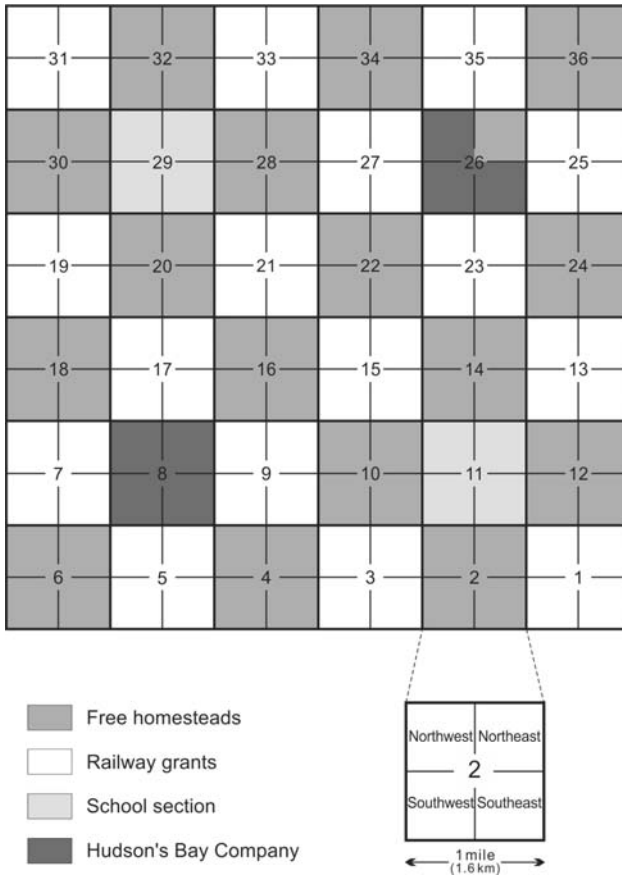 31 32 33 34 35 36
30 29 28 27 26 25
19 20 21 22 23 24
18 17 16 15 14 13
7 8 9 10 11 12
6 5 4 3 2 1
Free homesteads
Railway grants
School section
Hudson's Bay Company
Northwest Northeast
2
Southwest Southeast
1 mile
(1.6 km)